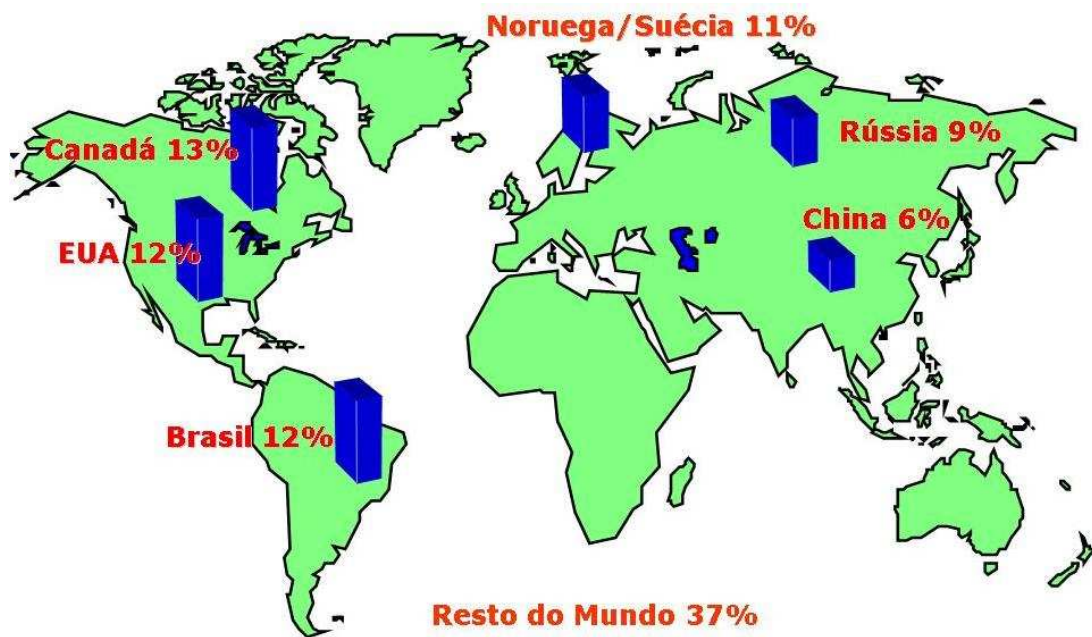 Noruega/Suécia 11%
Canadá 13%
Rússia 9%
China 6%
EUA 12%
Brasil 12%
Resto do Mundo 37%